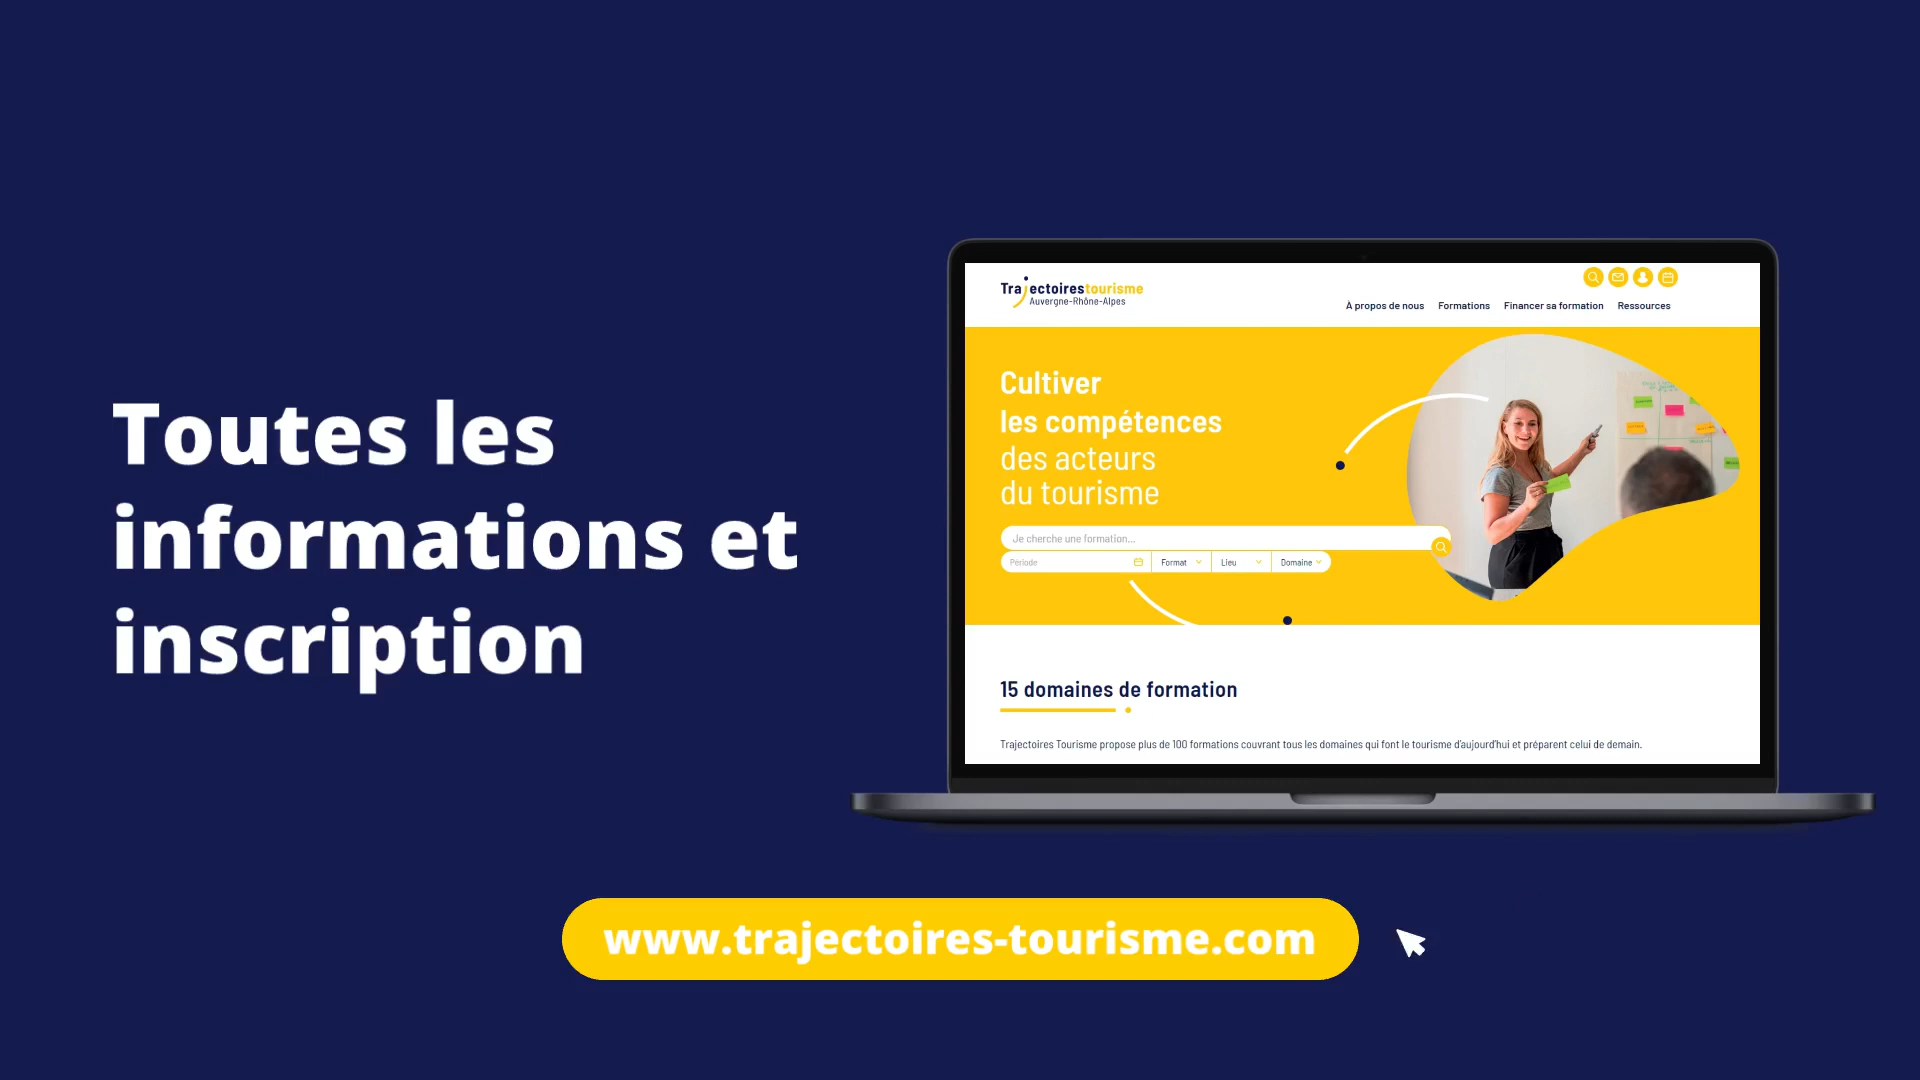 Toutes les
informations et
inscription
Trajectoirestourisme
Auvergne-Rhône-Alpes
À propos de nous Formations Financer sa formation Ressources
Cultiver
les compétences
des acteurs
du tourisme
Je cherche une formation...
Période Format Lieu Domaine
15 domaines de formation
Trajectoires Tourisme propose plus de 100 formations couvrant tous les domaines qui font le tourisme d'aujourd'hui et préparent celui de demain.
www.trajectoires-tourisme.com